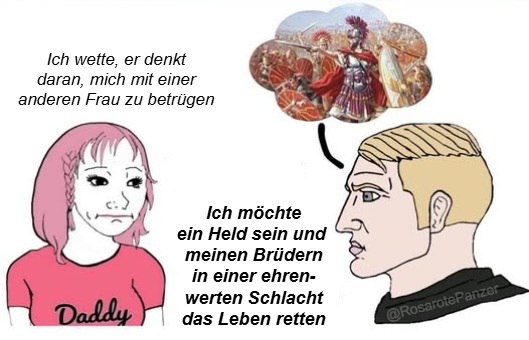 Ich wette, er denkt
daran, mich mit einer
anderen Frau zu betrügen
Ich möchte
ein Held sein und
meinen Brüdern
in einer ehren-
werten Schlacht
das Leben retten
Daddy
@RosarotePanzer